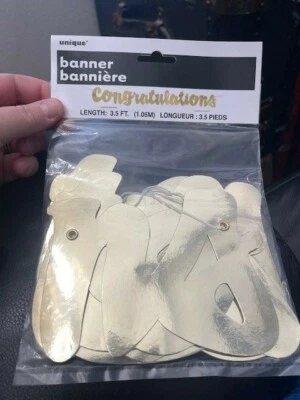 unique®
banner
bannière
Congratulations
LENGTH: 3.5 FT. (1.06M) LONGUEUR : 3.5 PIEDS